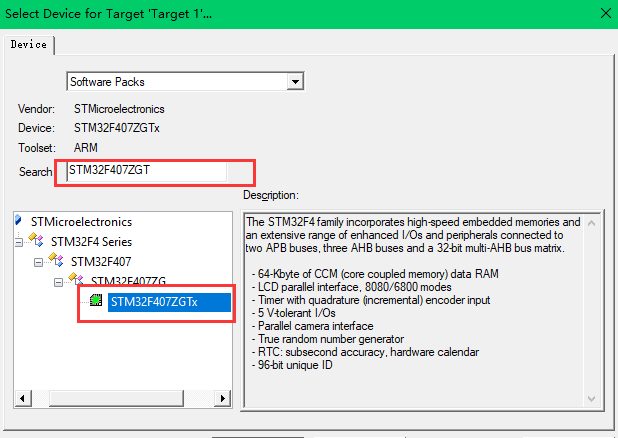 Select Device for Target 'Target 1'...
Device
Software Packs
Vendor: STMicroelectronics
Device: STM32F407ZGTx
Toolset: ARM
Search: STM32F407ZGT
Description:
STMicroelectronics
STM32F4 Series
STM32F407
STM32F407ZG
STM32F407ZGTx
The STM32F4 family incorporates high-speed embedded memories and
an extensive range of enhanced I/Os and peripherals connected to
two APB buses, three AHB buses and a 32-bit multi-AHB bus matrix.
- 64-Kbyte of CCM (core coupled memory) data RAM
- LCD parallel interface, 8080/6800 modes
- Timer with quadrature (incremental) encoder input
- 5 V-tolerant I/Os
- Parallel camera interface
- True random number generator
- RTC: subsecond accuracy, hardware calendar
- 96-bit unique ID